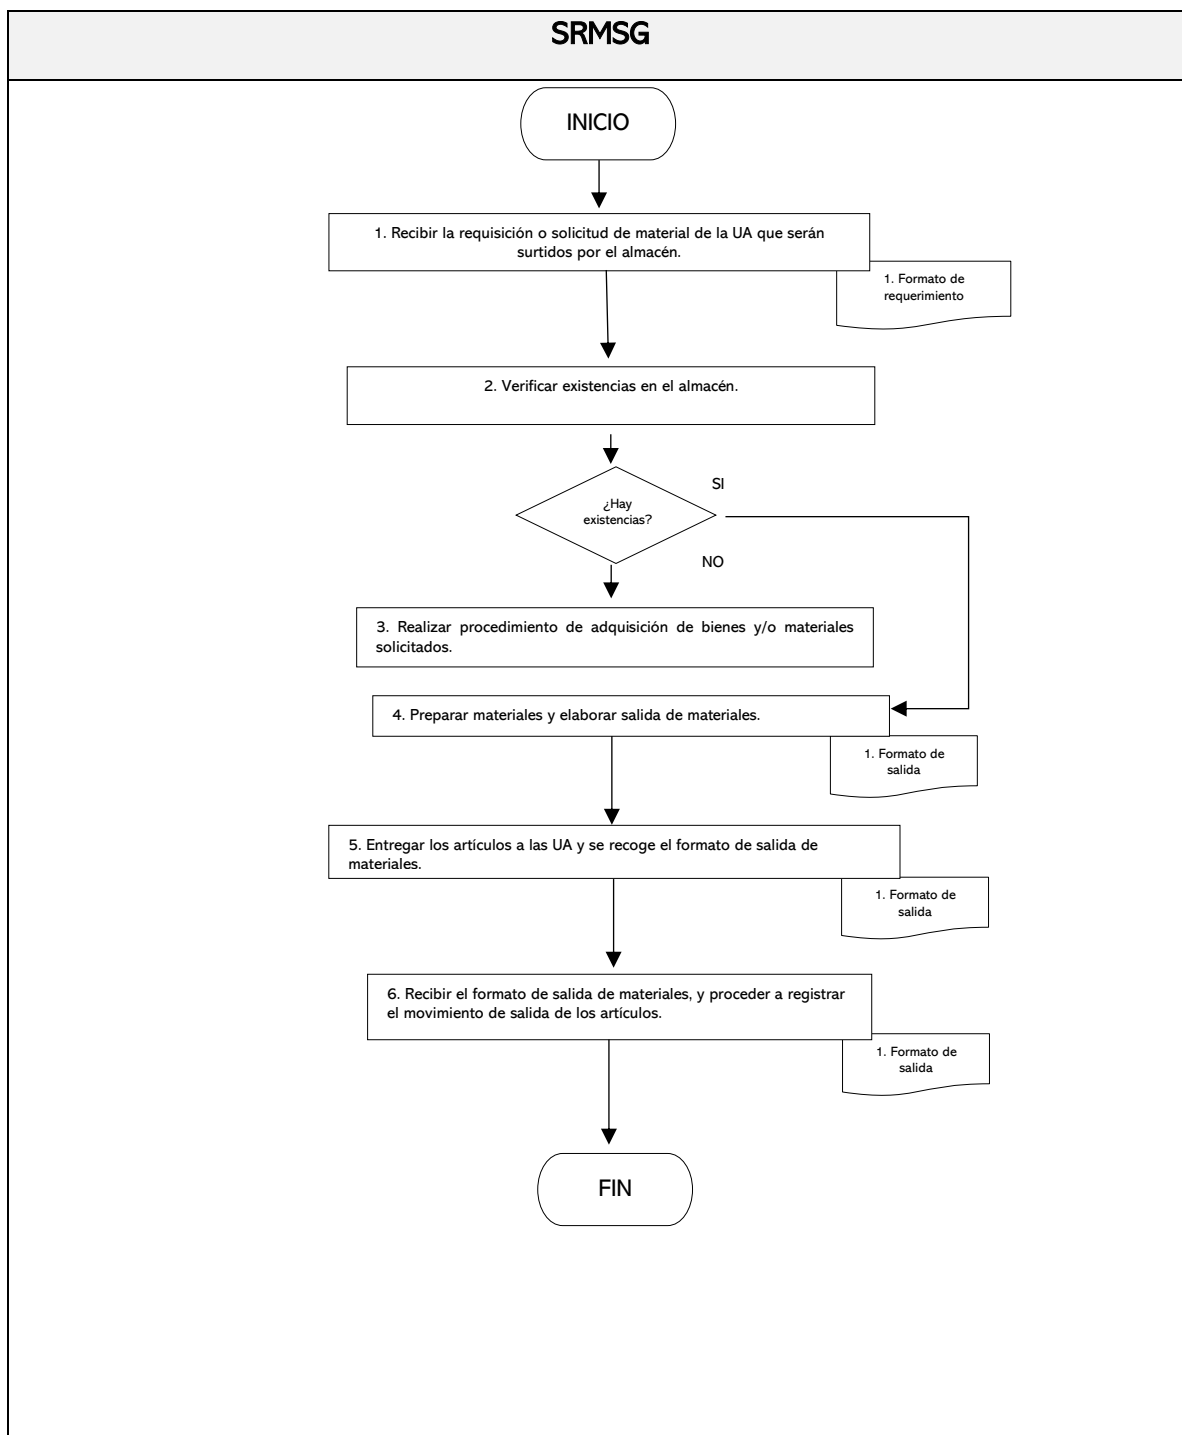 SRMSG
INICIO
1. Recibir la requisición o solicitud de material de la UA que serán
surtidos por el almacén.
1. Formato de
requerimiento
2. Verificar existencias en el almacén.
SI
¿Hay
existencias?
NO
3. Realizar procedimiento de adquisición de bienes y/o materiales
solicitados.
4. Preparar materiales y elaborar salida de materiales.
1. Formato de
salida
5. Entregar los artículos a las UA y se recoge el formato de salida de
materiales.
1. Formato de
salida
6. Recibir el formato de salida de materiales, y proceder a registrar
el movimiento de salida de los artículos.
1. Formato de
salida
FIN